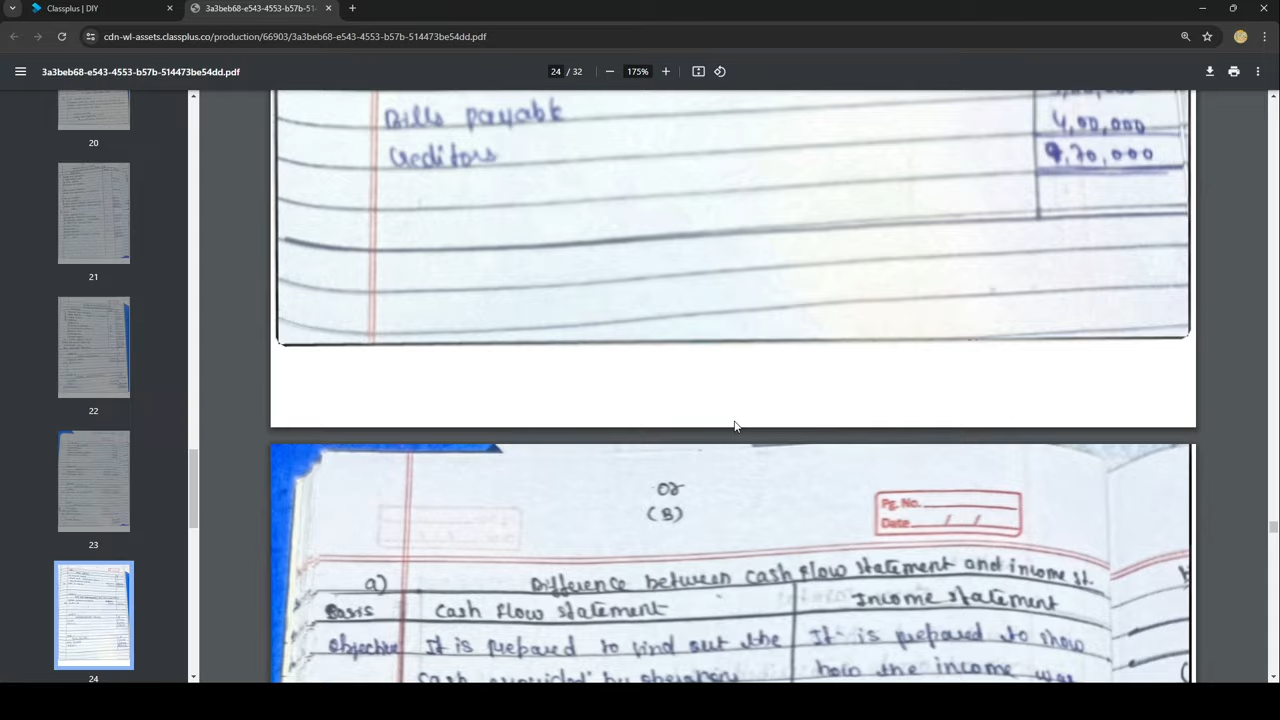 Classplus | DIY
3a3beb68-e543-4553-b57b-51-
cdn-wl-assets.classplus.co/production/66903/3a3beb68-e543-4553-b57b-514473be54dd.pdf
3a3beb68-e543-4553-b57b-514473be54dd.pdf
24 / 32
175%
20
21
22
23
24
Bills payable
4,00,000
Creditors
9,70,000
Or
(B)
Pg. No.
Date / /
a) Difference between cash flow statement and income st.
Basis Cash flow statement Income statement
objective It is prepared to find out the It is prepared to show
cash provided by operations how the income was